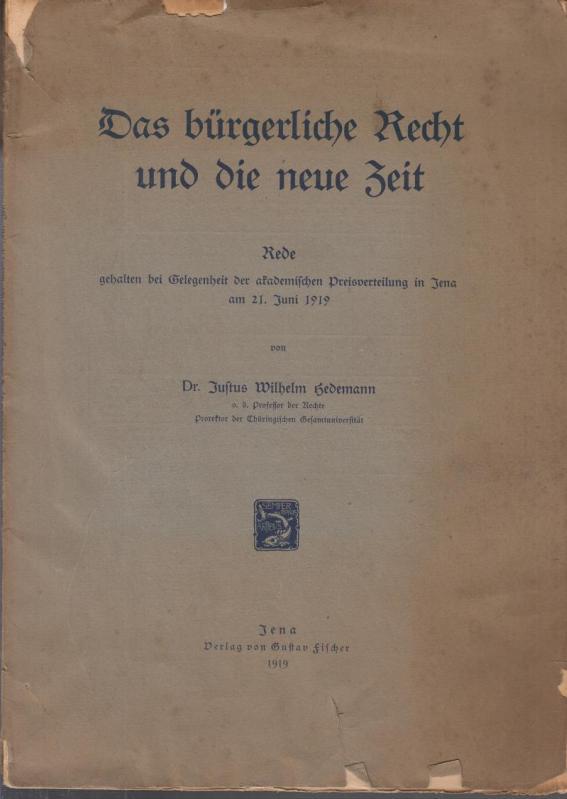 Das bürgerliche Recht
und die neue Zeit
Rede
gehalten bei Gelegenheit der akademischen Preisverteilung in Jena
am 21. Juni 1919
von
Dr. Justus Wilhelm Hedemann
o. ö. Professor der Rechte
Prorektor der Thüringischen Gesamtuniversität
SEMPER
Jena
Verlag von Gustav Fischer
1919